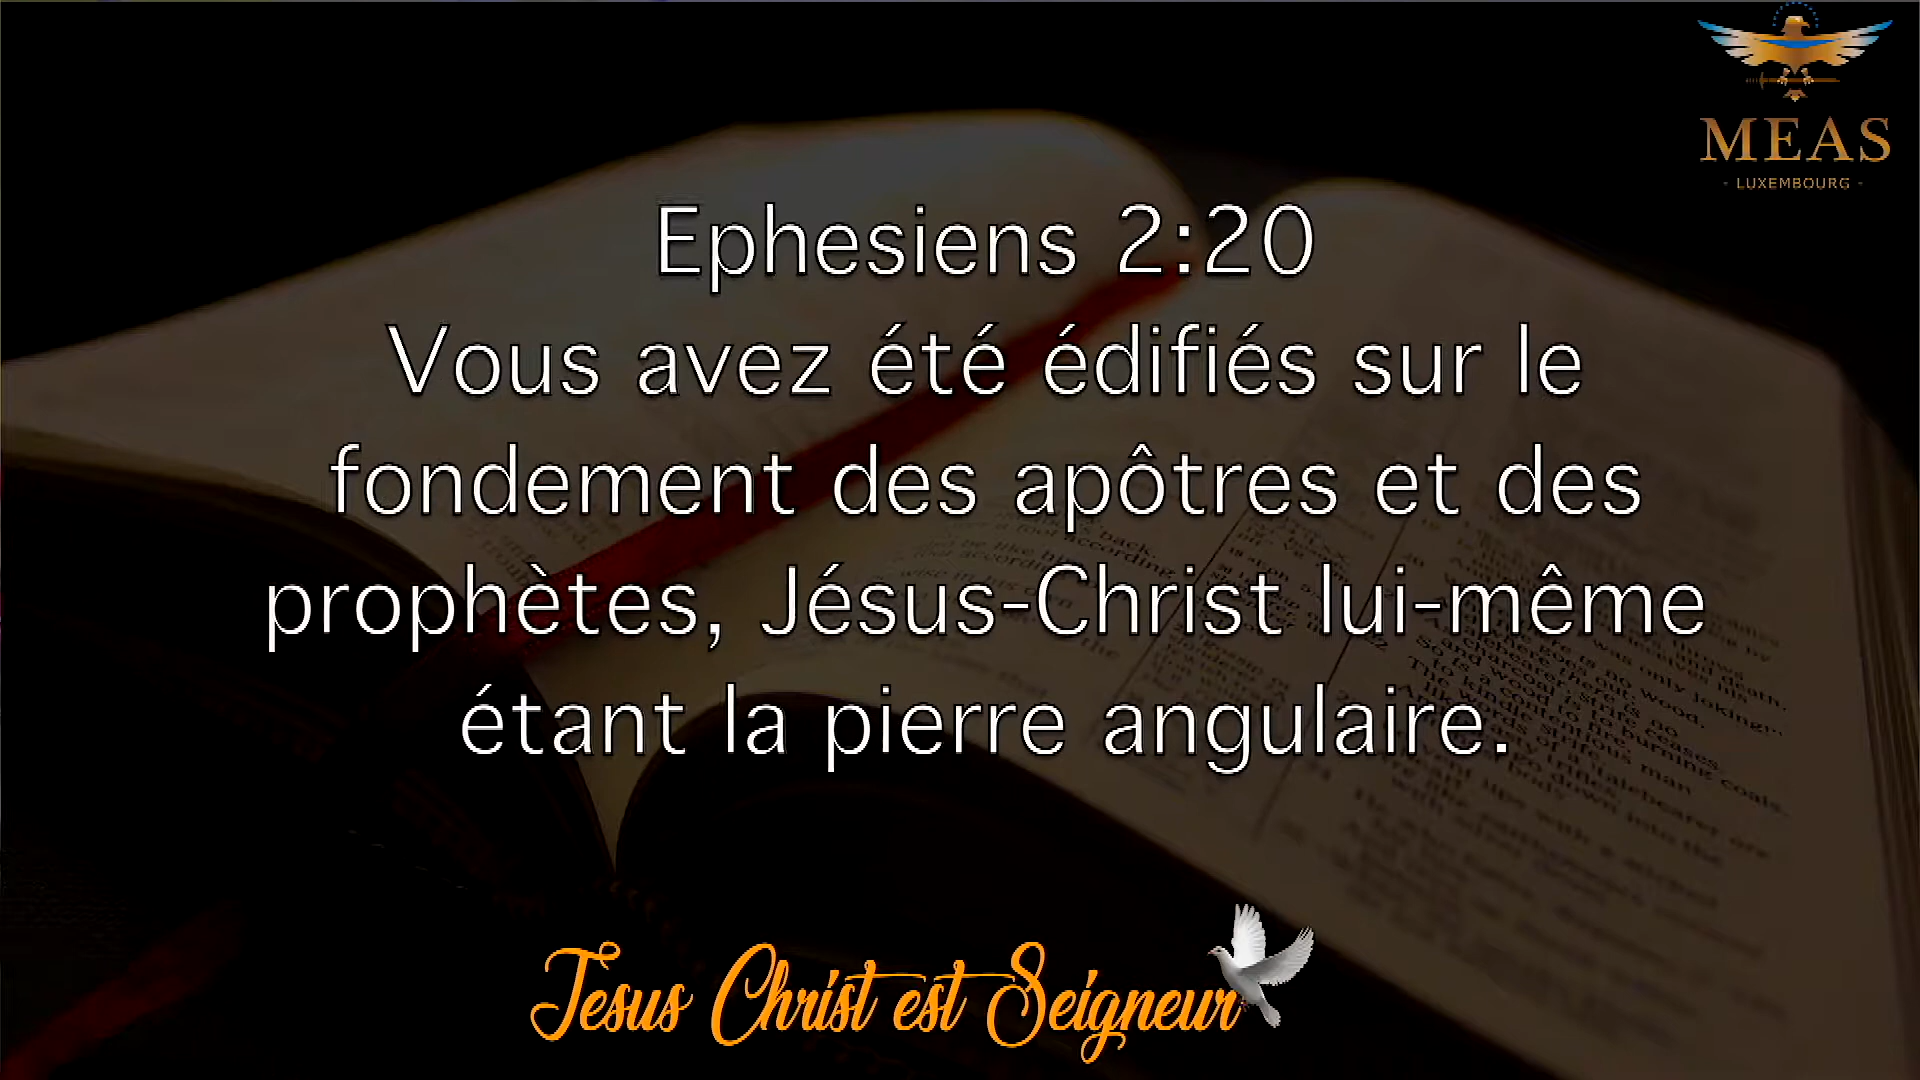 MEAS
- LUXEMBOURG -
Ephesiens 2:20
Vous avez été édifiés sur le
fondement des apôtres et des
prophètes, Jésus-Christ lui-même
étant la pierre angulaire.
Jesus Christ est Seigneur